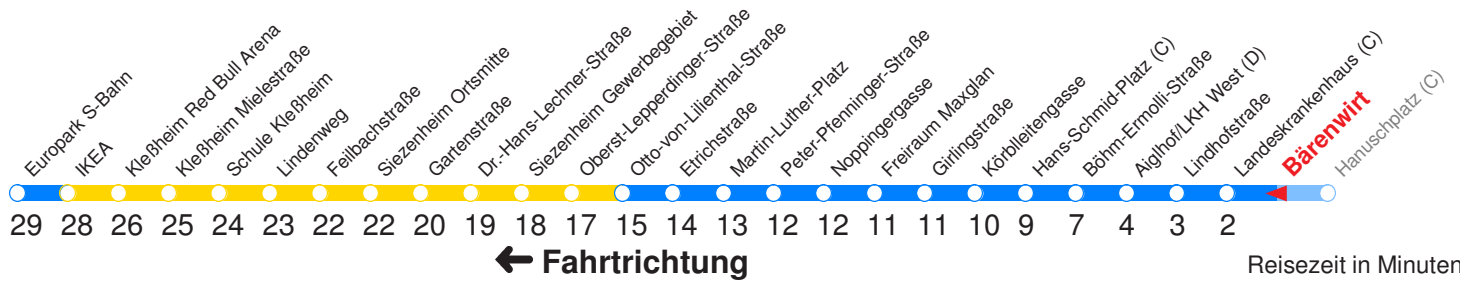 Europark S-Bahn
IKEA
Kleßheim Red Bull Arena
Kleßheim Mielestraße
Schule Kleßheim
Lindenweg
Feilbachstraße
Siezenheim Ortsmitte
Gartenstraße
Dr.-Hans-Lechner-Straße
Siezenheim Gewerbegebiet
Oberst-Lepperdinger-Straße
Otto-von-Lilienthal-Straße
Etrichstraße
Martin-Luther-Platz
Peter-Pfenninger-Straße
Noppingergasse
Freiraum Maxglan
Girlingstraße
Körblleitengasse
Hans-Schmid-Platz (C)
Böhm-Ermolli-Straße
Aiglhof/LKH West (D)
Lindhofstraße
Landeskrankenhaus (C)
Bärenwirt
Hanuschplatz (C)
29 28 26 25 24 23 22 22 20 19 18 17 15 14 13 12 12 11 11 10 9 7 4 3 2
Fahrtrichtung
Reisezeit in Minuten